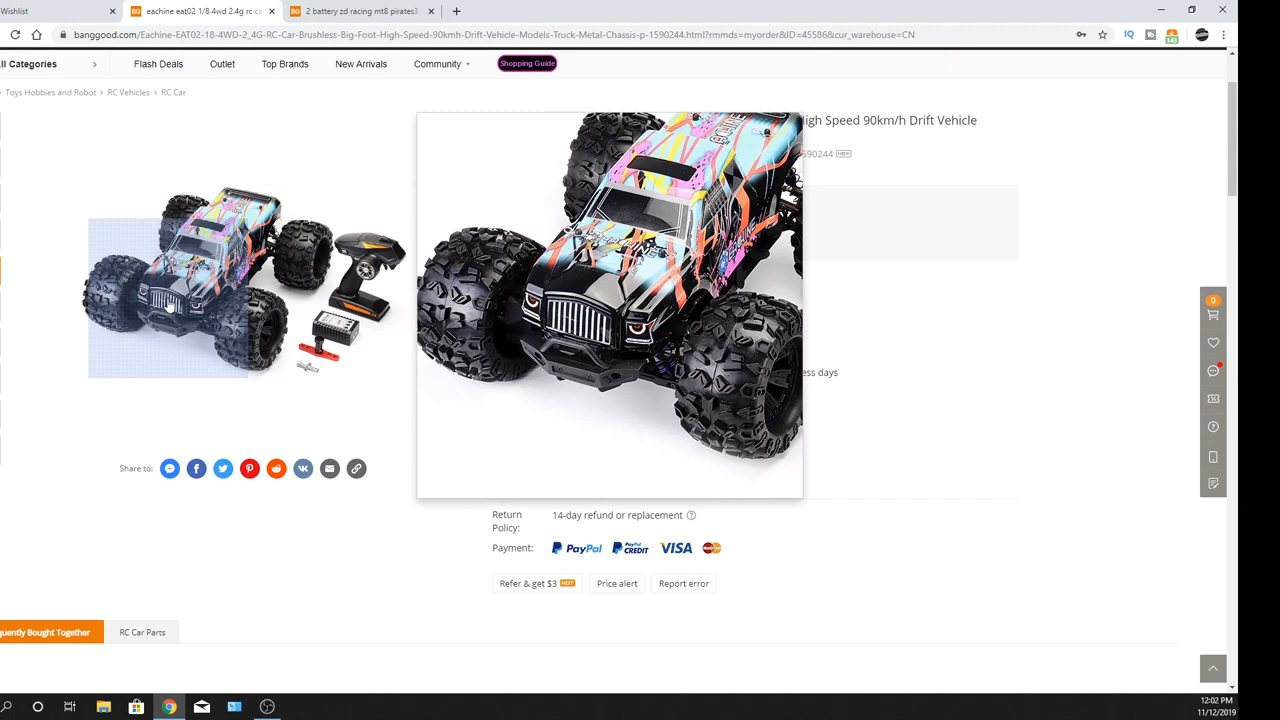 Wishlist
eachine eat02 1/8 4wd 2.4g rc ca
2 battery zd racing mt8 pirates3
banggood.com/Eachine-EAT02-18-4WD-2_4G-RC-Car-Brushless-Big-Foot-High-Speed-90kmh-Drift-Vehicle-Models-Truck-Metal-Chassis-p-1590244.html?rmmds=myorder&ID=45586&cur_warehouse=CN
ll Categories
Flash Deals
Outlet
Top Brands
New Arrivals
Community
Shopping Guide
Toys Hobbies and Robot > RC Vehicles > RC Car
igh Speed 90km/h Drift Vehicle
590244
ess days
0
Share to:
Return
Policy:
14-day refund or replacement
Payment:
PayPal
PayPal
CREDIT
VISA
Refer & get $3 HOT
Price alert
Report error
quently Bought Together
RC Car Parts
12:02 PM
11/12/2019